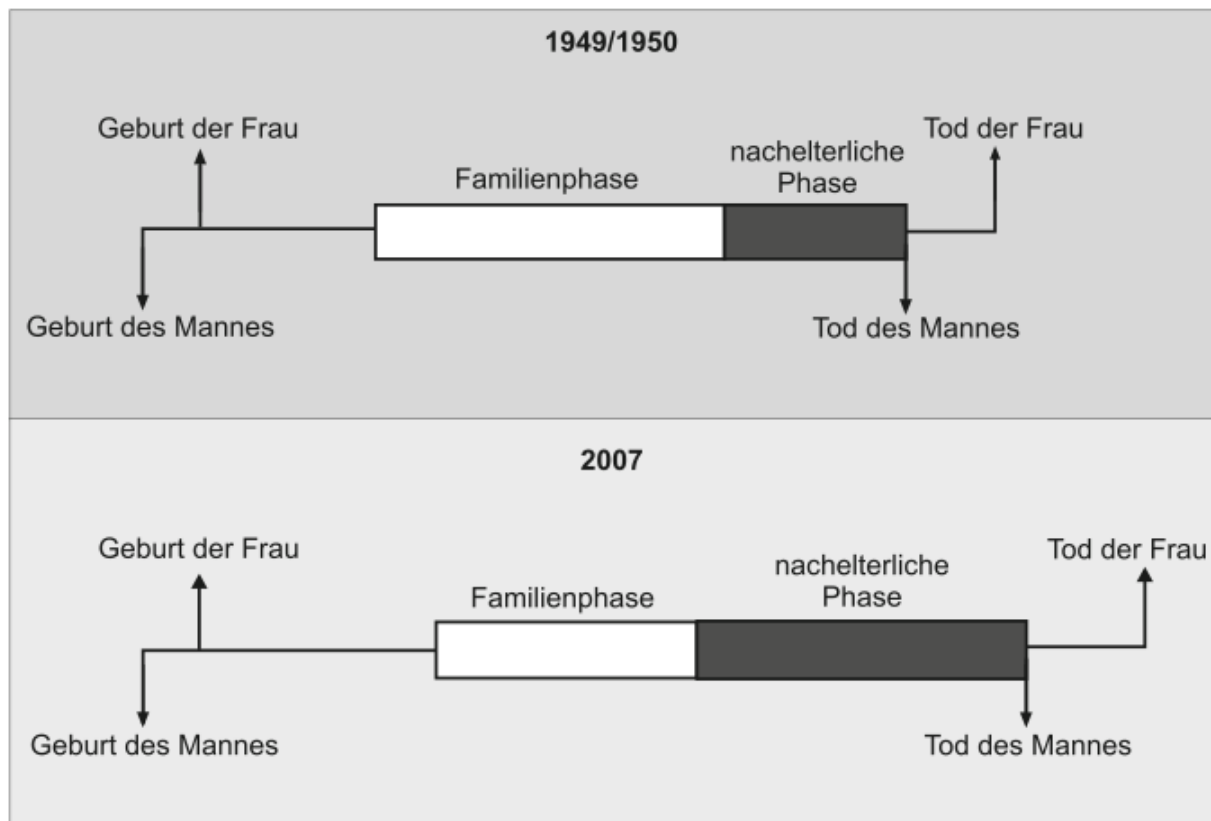 1949/1950
Geburt der Frau
Tod der Frau
nachelterliche
Phase
Familienphase
Geburt des Mannes
Tod des Mannes
2007
Geburt der Frau
Tod der Frau
nachelterliche
Phase
Familienphase
Geburt des Mannes
Tod des Mannes